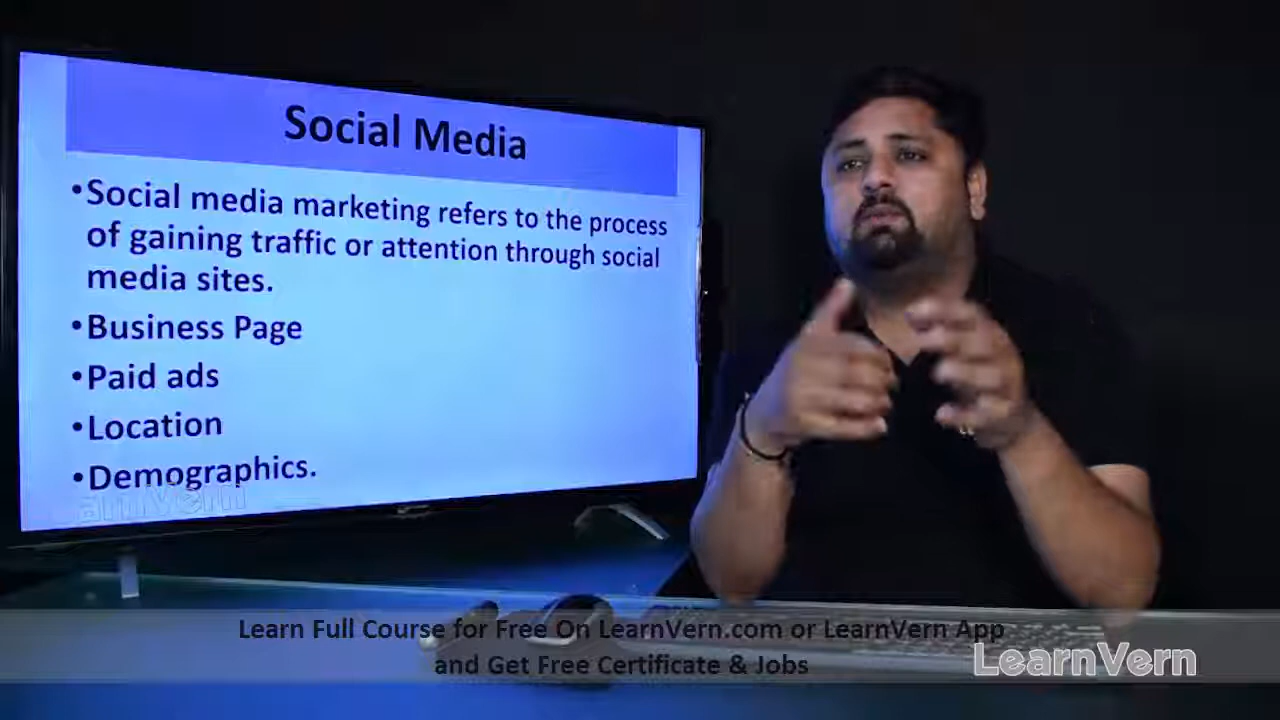 Social Media
•Social media marketing refers to the process
of gaining traffic or attention through social
media sites.
•Business Page
•Paid ads
•Location
•Demographics.
LearnVern
Learn Full Course for Free On LearnVern.com or LearnVern App
and Get Free Certificate & Jobs
LearnVern